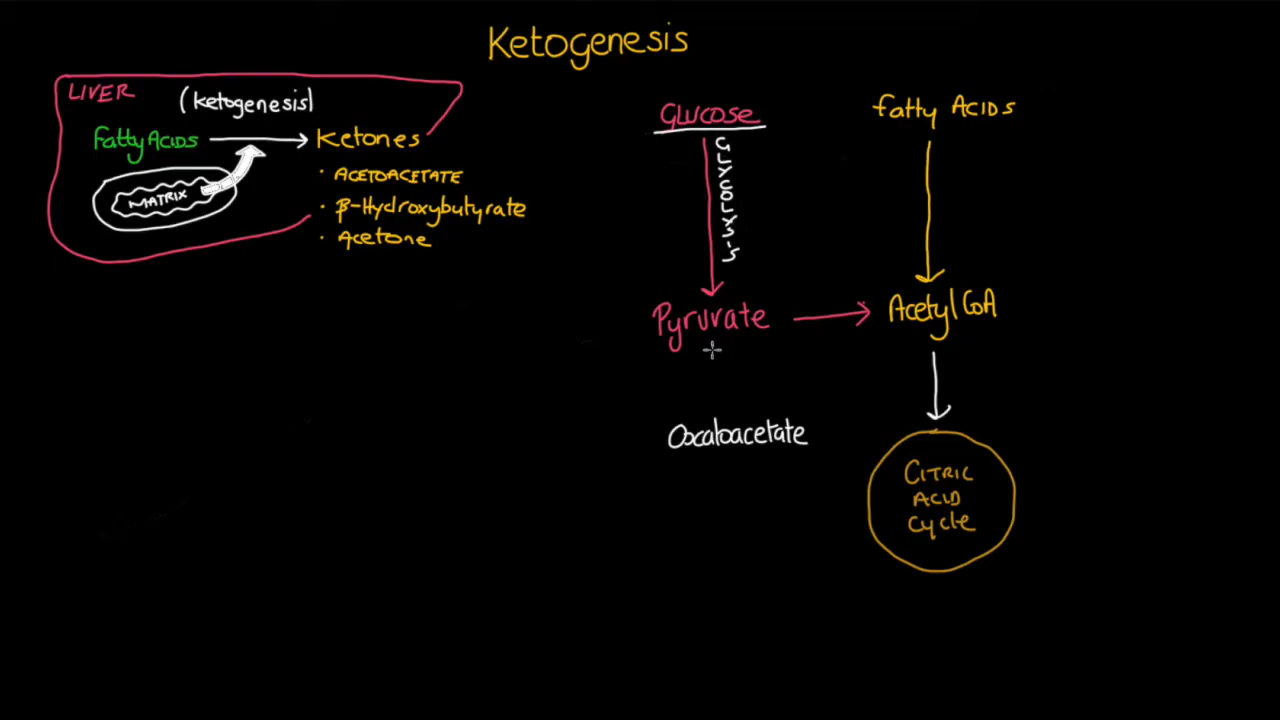 Ketogenesis
LIVER
(ketogenesis)
Fatty ACIDS
Ketones
MATRIX
• ACETOACETATE
• β-Hydroxybutyrate
• Acetone
GLUCOSE
GLYCOLYSIS
Pyruvate
Oxaloacetate
fatty ACIDS
Acetyl CoA
CITRIC
ACID
Cycle